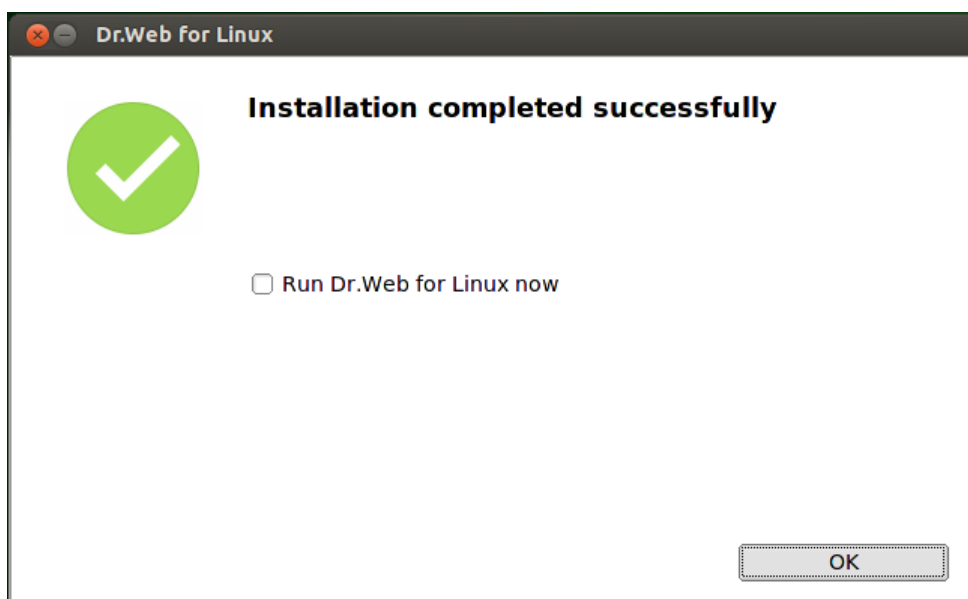 Dr.Web for Linux
Installation completed successfully
Run Dr.Web for Linux now
OK